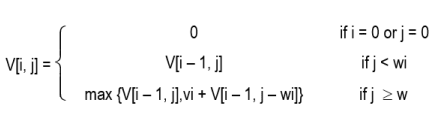 0 if i = 0 or j = 0
V[i, j] = V[i – 1, j] if j < wi
max {V[i – 1, j],vi + V[i – 1, j – wi]} if j ≥ w